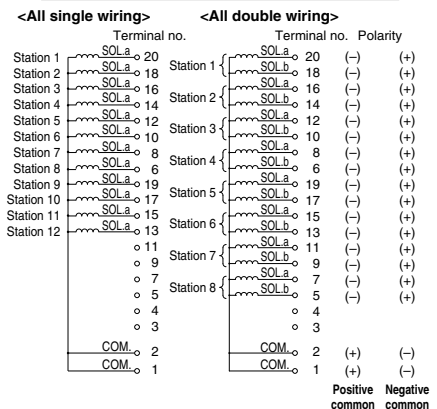 <All single wiring> <All double wiring>
Terminal no. Terminal no. Polarity
Station 1 SOL.a 20 Station 1 SOL.a 20 (–) (+)
Station 2 SOL.a 18 SOL.b 18 (–) (+)
Station 3 SOL.a 16 Station 2 SOL.a 16 (–) (+)
Station 4 SOL.a 14 SOL.b 14 (–) (+)
Station 5 SOL.a 12 Station 3 SOL.a 12 (–) (+)
Station 6 SOL.a 10 SOL.b 10 (–) (+)
Station 7 SOL.a 8 Station 4 SOL.a 8 (–) (+)
Station 8 SOL.a 6 SOL.b 6 (–) (+)
Station 9 SOL.a 19 Station 5 SOL.a 19 (–) (+)
Station 10 SOL.a 17 SOL.b 17 (–) (+)
Station 11 SOL.a 15 Station 6 SOL.a 15 (–) (+)
Station 12 SOL.a 13 SOL.b 13 (–) (+)
11 Station 7 SOL.a 11 (–) (+)
9 SOL.b 9 (–) (+)
7 Station 8 SOL.a 7 (–) (+)
5 SOL.b 5 (–) (+)
4 4
3 3
COM. 2 COM. 2 (+) (–)
COM. 1 COM. 1 (+) (–)
Positive Negative
common common